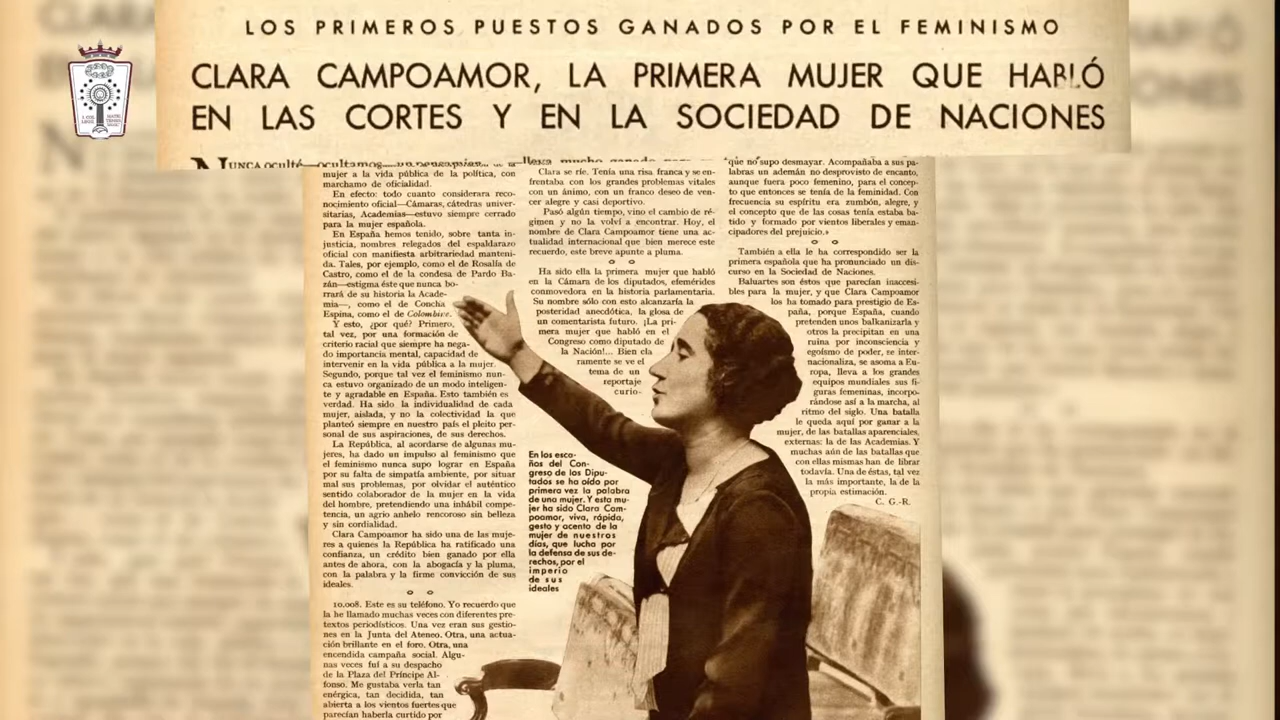 LOS PRIMEROS PUESTOS GANADOS POR EL FEMINISMO
CLARA CAMPOAMOR, LA PRIMERA MUJER QUE HABLÓ
EN LAS CORTES Y EN LA SOCIEDAD DE NACIONES
mujer a la vida pública de la política, con
marchamo de oficialidad.
En efecto: todo cuanto considerara reco-
nocimiento oficial—Cámaras, cátedras univer-
sitarias, Academias—estuvo siempre cerrado
para la mujer española.
En España hemos tenido, sobre tanta in-
justicia, nombres relegados del espaldarazo
oficial con manifiesta arbitrariedad manteni-
da. Tales, por ejemplo, como el de Rosalía de
Castro, como el de la condesa de Pardo Ba-
zán—estigma éste que nunca bo-
rrará de su historia la Acade-
mia—, como el de Concha
Espina, como el de Colombine.
Y esto, ¿por qué? Primero,
tal vez, por una formación de
criterio racial que siempre ha nega-
do importancia mental, capacidad de
intervenir en la vida pública a la mujer.
Segundo, porque tal vez el feminismo nun-
ca estuvo organizado de un modo inteligen-
te y agradable en España. Esto también es
verdad. Ha sido la individualidad de cada
mujer, aislada, y no la colectividad la que
planteó siempre en nuestro país el pleito per-
sonal de sus aspiraciones, de sus derechos.
La República, al acordarse de algunas mu-
jeres, ha dado un impulso al feminismo que
el feminismo nunca supo lograr en España
por su falta de simpatía ambiente, por situar
mal sus problemas, por olvidar el auténtico
sentido colaborador de la mujer en la vida
del hombre, pretendiendo una inhábil compe-
tencia, un agrio anhelo rencoroso sin belleza
y sin cordialidad.
Clara Campoamor ha sido una de las muje-
res a quienes la República ha ratificado una
confianza, un crédito bien ganado por ella
antes de ahora, con la abogacía y la pluma,
con la palabra y la firme convicción de sus
ideales.
10.008. Este es su teléfono. Yo recuerdo que
la he llamado muchas veces con diferentes pre-
textos periodísticos. Una vez eran sus gestio-
nes en la Junta del Ateneo. Otra, una actua-
ción brillante en el foro. Otra, una
encendida campaña social. Algu-
nas veces fuí a su despacho
de la Plaza del Príncipe Al-
fonso. Me gustaba verla tan
enérgica, tan decidida, tan
abierta a los vientos fuertes que
parecían haberla curtido por
Clara se ríe. Tenía una risa franca y se en-
frentaba con los grandes problemas vitales
con un ánimo, con un franco deseo de ven-
cer alegre y casi deportivo.
Pasó algún tiempo, vino el cambio de ré-
gimen y no la volví a encontrar. Hoy, el
nombre de Clara Campoamor tiene una ac-
tualidad internacional que bien merece este
recuerdo, este breve apunte a pluma.
Ha sido ella la primera mujer que habló
en la Cámara de los diputados, efemérides
conmovedora en la historia parlamentaria.
Su nombre sólo con esto alcanzaría la
posteridad anecdótica, la glosa de
un comentarista futuro. ¡La pri-
mera mujer que habló en el
Congreso como diputado de
la Nación!... Bien cla
ramente se ve el
tema de un
reportaje
curio-
En los esca-
ños del Con-
greso de los Dipu-
tados se ha oído por
primera vez la palabra
de una mujer. Y esta mu-
jer ha sido Clara Cam-
poamor, viva, rápida,
gesto y acento de la
mujer de nuestros
días, que lucha por
la defensa de sus de-
rechos, por el
imperio
de sus
ideales
que no supo desmayar. Acompañaba a sus pa-
labras un ademán no desprovisto de encanto,
aunque fuera poco femenino, para el concep-
to que entonces se tenía de la feminidad. Con
frecuencia su espíritu era zumbón, alegre, y
el concepto que de las cosas tenía estaba ba-
tido y formado por vientos liberales y eman-
cipadores del prejuicio.»
También a ella le ha correspondido ser la
primera española que ha pronunciado un dis-
curso en la Sociedad de Naciones.
Baluartes son éstos que parecían inaccesi-
bles para la mujer, y que Clara Campoamor
los ha tomado para prestigio de Es-
paña, porque España, cuando
pretenden unos balkanizarla y
otros la precipitan en una
ruina por inconsciencia y
egoísmo de poder, se inter-
nacionaliza, se asoma a Eu-
ropa, lleva a los grandes
equipos mundiales sus fi-
guras femeninas, incorpo-
rándose así a la marcha, al
ritmo del siglo. Una batalla
le queda aquí por ganar a la
mujer, de las batallas aparenciales,
externas: la de las Academias. Y
muchas aún de las batallas que
con ellas mismas han de librar
todavía. Una de éstas, tal vez
la más importante, la de la
propia estimación.
C. G.-R.